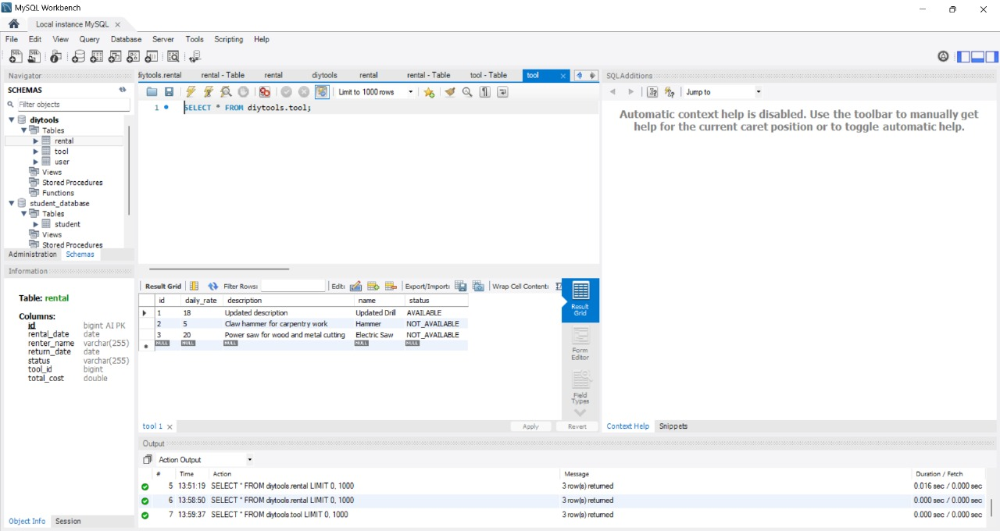 MySQL Workbench
Local instance MySQL
File Edit View Query Database Server Tools Scripting Help
Navigator
SCHEMAS
Filter objects
diytools
Tables
rental
tool
user
Views
Stored Procedures
Functions
student_database
Tables
student
Views
Stored Procedures
Administration Schemas
Information
Table: rental
Columns:
id bigint AI PK
rental_date date
renter_name varchar(255)
return_date date
status varchar(255)
tool_id bigint
total_cost double
Object Info Session
iytools.rental rental - Table rental diytools rental rental - Table tool - Table tool
Limit to 1000 rows
1 SELECT * FROM diytools.tool;
Result Grid Filter Rows: Edit: Export/Import: Wrap Cell Content:
id daily_rate description name status
1 18 Updated description Updated Drill AVAILABLE
2 5 Claw hammer for carpentry work Hammer NOT_AVAILABLE
3 20 Power saw for wood and metal cutting Electric Saw NOT_AVAILABLE
NULL NULL NULL NULL NULL
Result
Grid
Form
Editor
Field
Types
tool 1 Apply Revert
SQLAdditions
Jump to
Automatic context help is disabled. Use the toolbar to manually get
help for the current caret position or to toggle automatic help.
Context Help Snippets
Output
Action Output
# Time Action Message Duration / Fetch
5 13:51:19 SELECT * FROM diytools.rental LIMIT 0, 1000 3 row(s) returned 0.016 sec / 0.000 sec
6 13:58:50 SELECT * FROM diytools.rental LIMIT 0, 1000 3 row(s) returned 0.000 sec / 0.000 sec
7 13:59:37 SELECT * FROM diytools.tool LIMIT 0, 1000 3 row(s) returned 0.000 sec / 0.000 sec